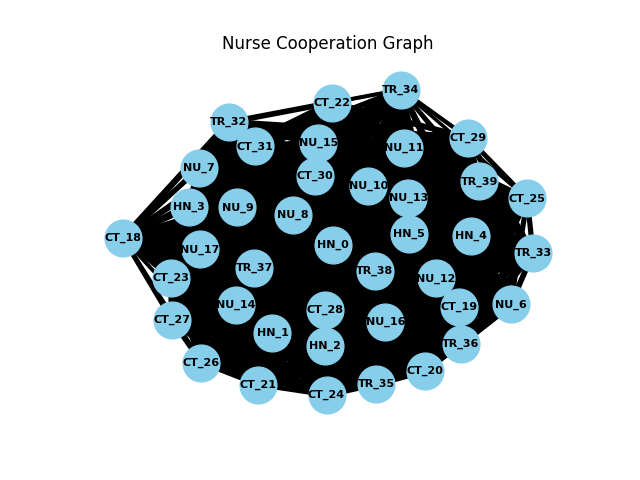 Nurse Cooperation Graph
TR_34
CT_22
TR_32
CT_29
NU_15
CT_31
NU_11
NU_7
CT_30
TR_39
NU_10
NU_13
CT_25
HN_3
NU_9
NU_8
CT_18
HN_5
HN_4
HN_0
NU_17
TR_33
TR_37
TR_38
CT_23
NU_12
NU_14
NU_6
CT_19
CT_28
CT_27
NU_16
HN_1
HN_2
TR_36
CT_26
CT_20
CT_21
TR_35
CT_24